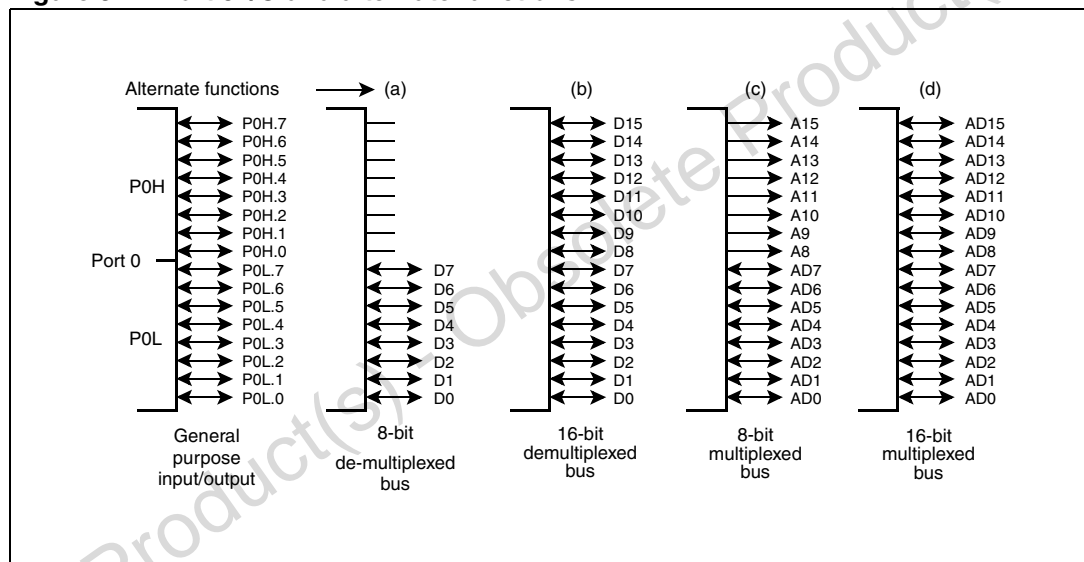 Alternate functions (a) (b) (c) (d)
P0H.7 D15 A15 AD15
P0H.6 D14 A14 AD14
P0H.5 D13 A13 AD13
P0H P0H.4 D12 A12 AD12
P0H.3 D11 A11 AD11
P0H.2 D10 A10 AD10
P0H.1 D9 A9 AD9
P0H.0 D8 A8 AD8
Port 0 P0L.7 D7 D7 AD7 AD7
P0L.6 D6 D6 AD6 AD6
P0L.5 D5 D5 AD5 AD5
P0L P0L.4 D4 D4 AD4 AD4
P0L.3 D3 D3 AD3 AD3
P0L.2 D2 D2 AD2 AD2
P0L.1 D1 D1 AD1 AD1
P0L.0 D0 D0 AD0 AD0
General
purpose
input/output
8-bit
de-multiplexed
bus
16-bit
demultiplexed
bus
8-bit
multiplexed
bus
16-bit
multiplexed
bus
Product(s) - Obsolete Product(